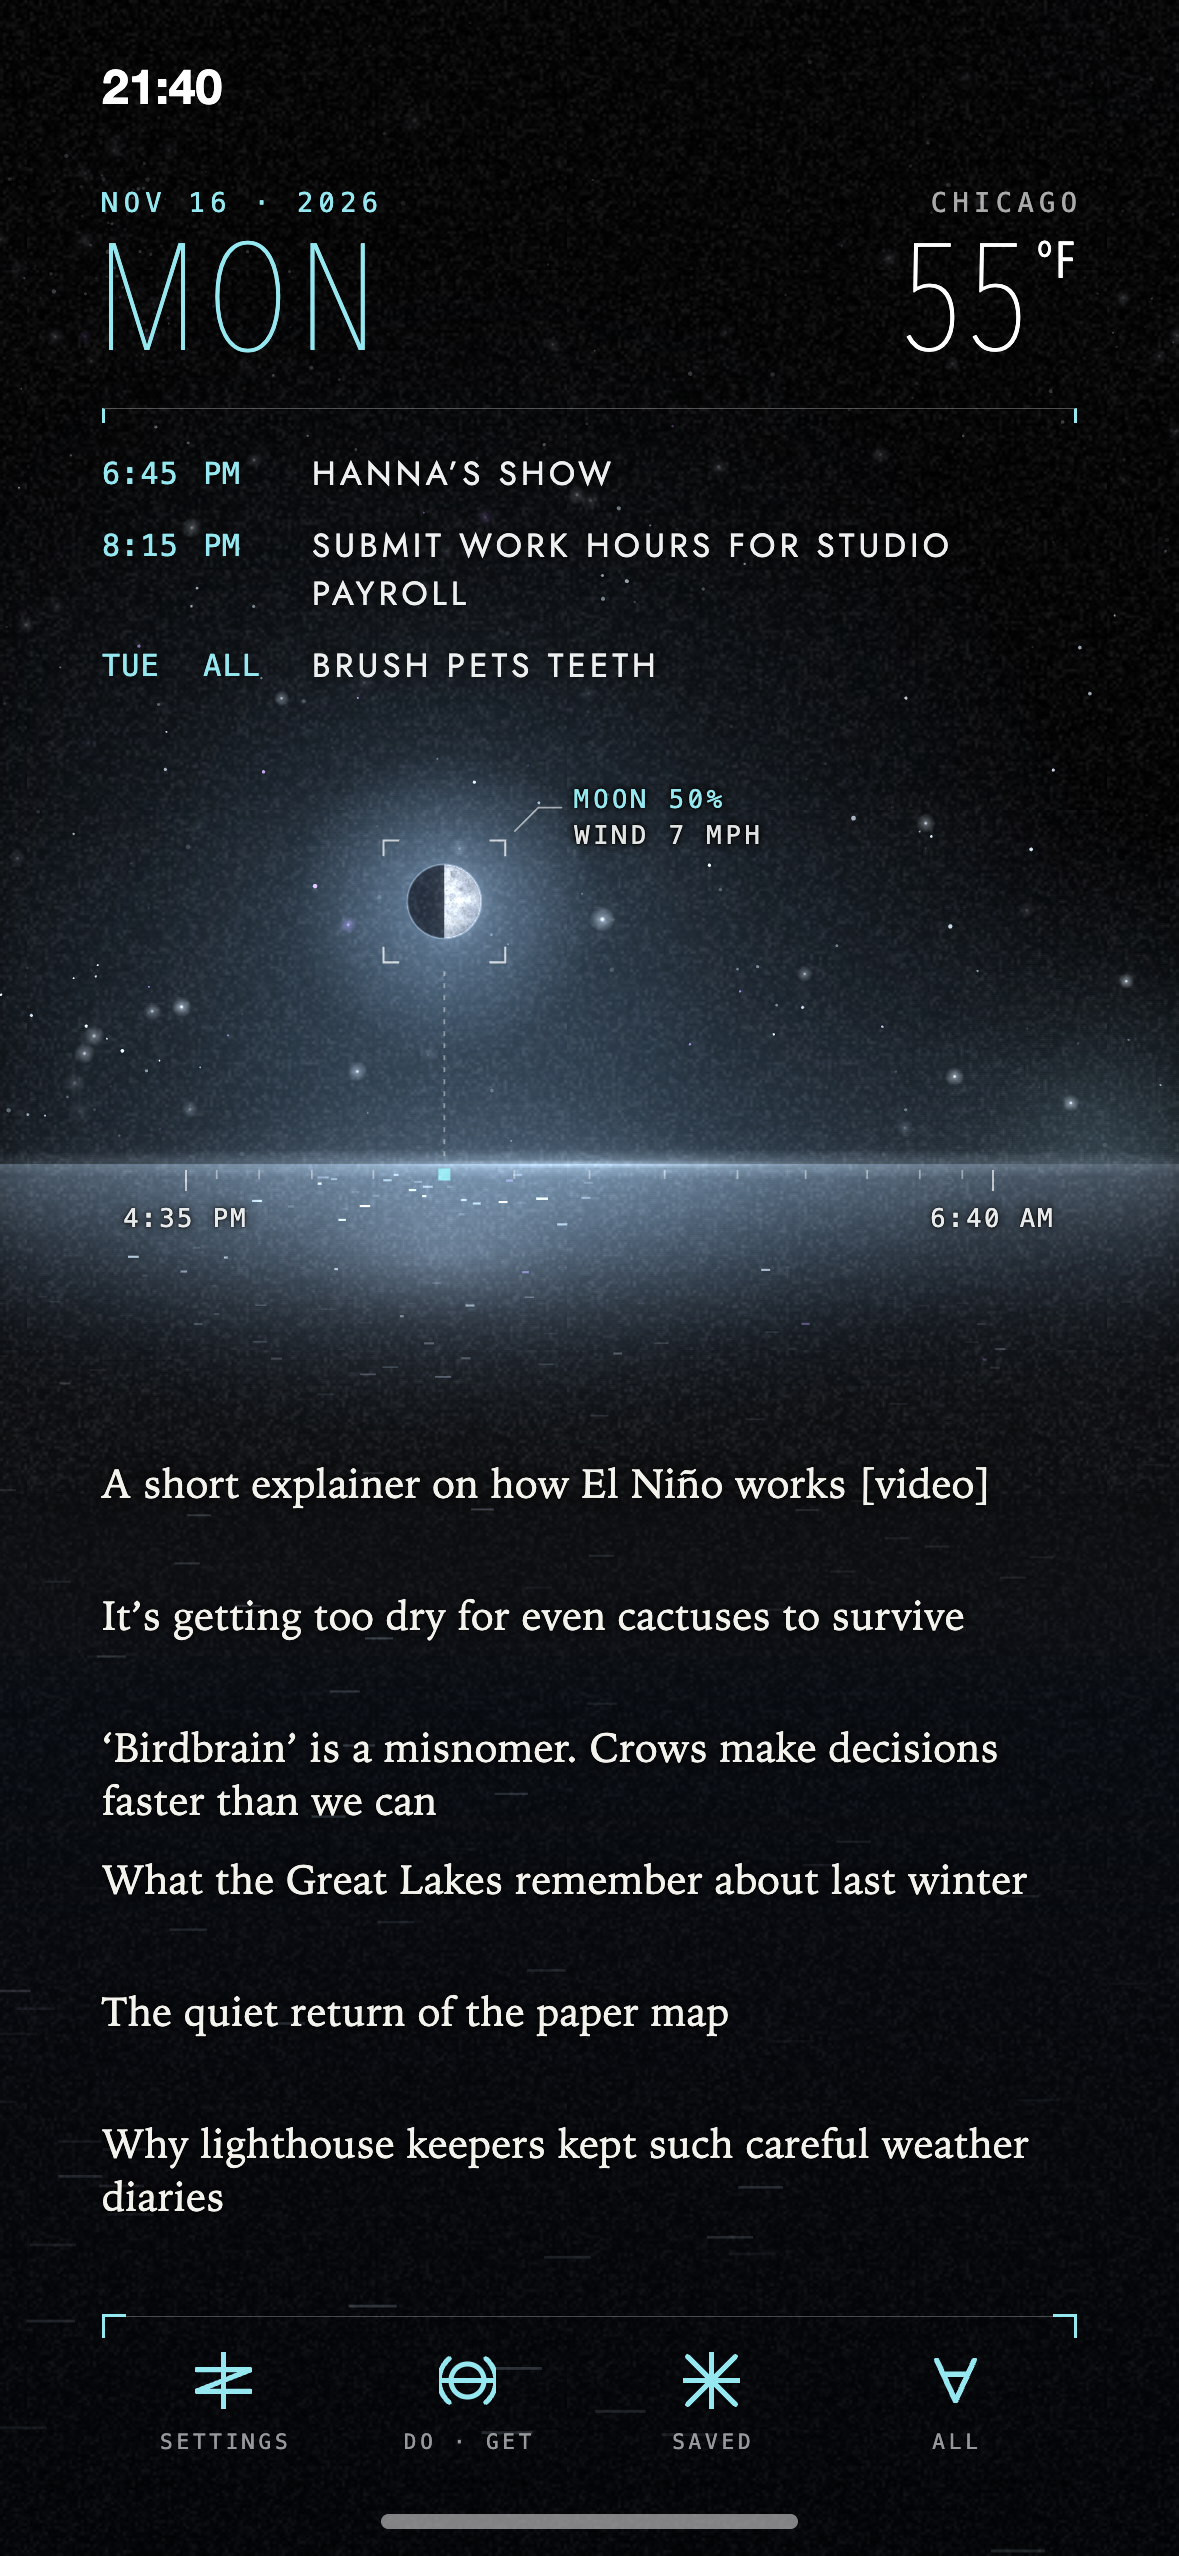 21:40
NOV 16 · 2026
CHICAGO
MON
55°F
6:45 PM HANNA’S SHOW
8:15 PM SUBMIT WORK HOURS FOR STUDIO
PAYROLL
TUE ALL BRUSH PETS TEETH
MOON 50%
WIND 7 MPH
4:35 PM
6:40 AM
A short explainer on how El Niño works [video]
It’s getting too dry for even cactuses to survive
‘Birdbrain’ is a misnomer. Crows make decisions
faster than we can
What the Great Lakes remember about last winter
The quiet return of the paper map
Why lighthouse keepers kept such careful weather
diaries
SETTINGS
DO · GET
SAVED
ALL